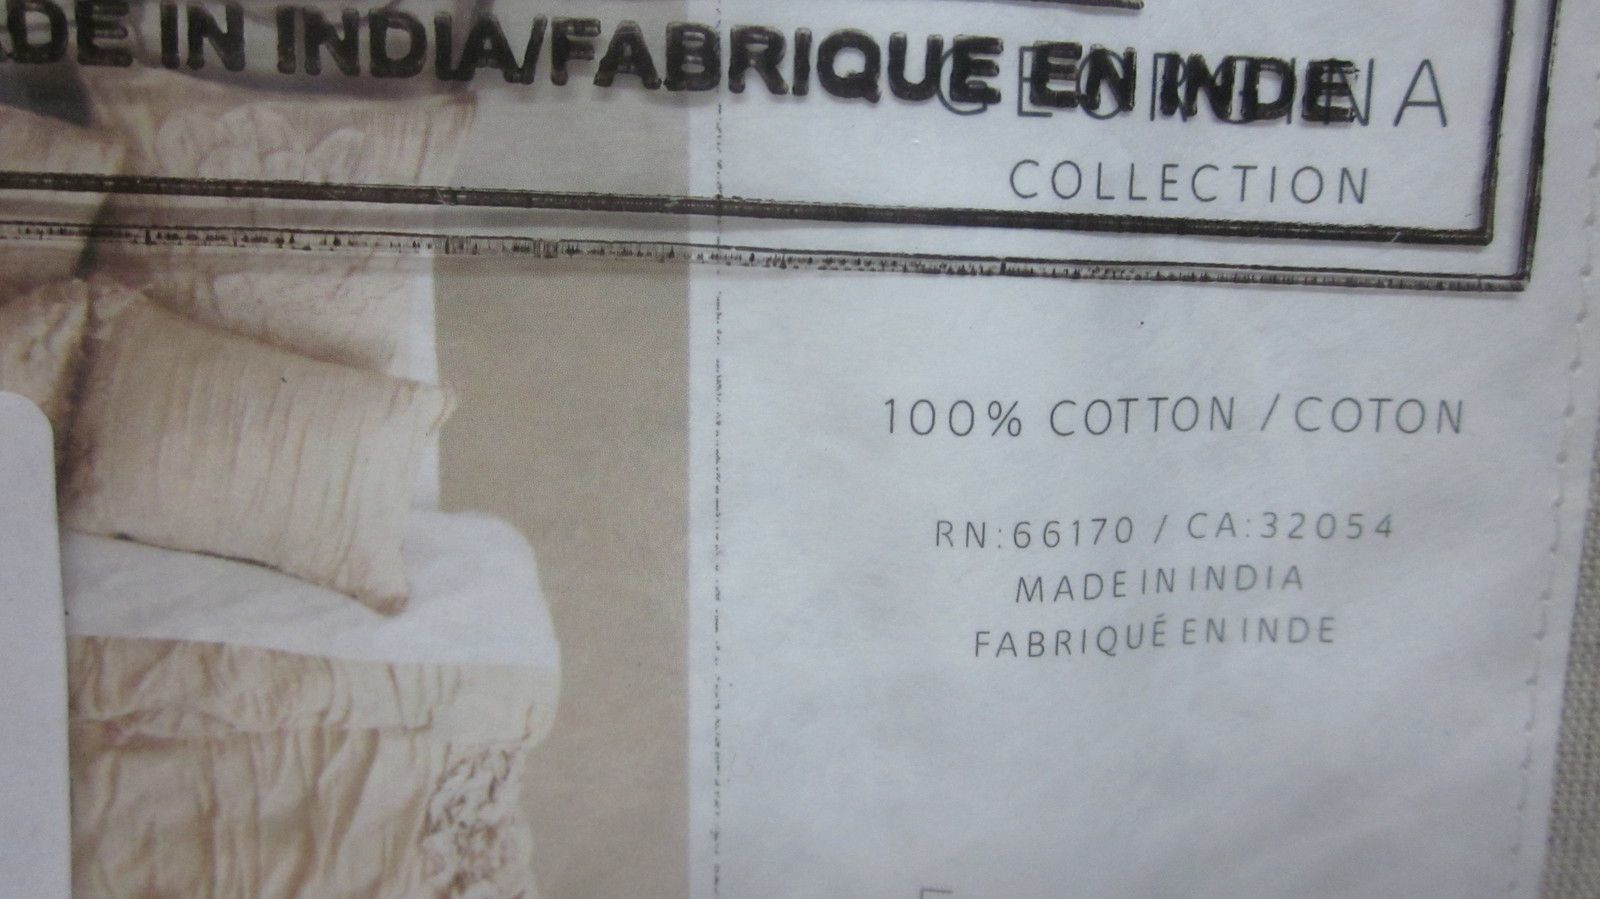 MADE IN INDIA/FABRIQUE EN INDE
COLLECTION
100% COTTON / COTON
RN:66170 / CA:32054
MADE IN INDIA
FABRIQUÉ EN INDE